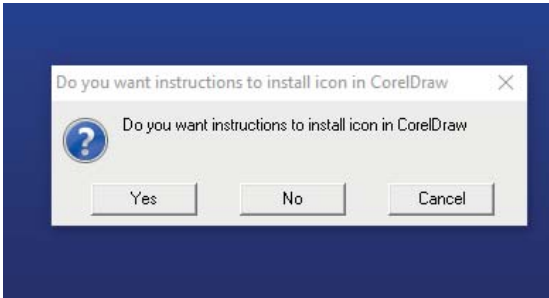 Do you want instructions to install icon in CorelDraw
Do you want instructions to install icon in CorelDraw
Yes No Cancel